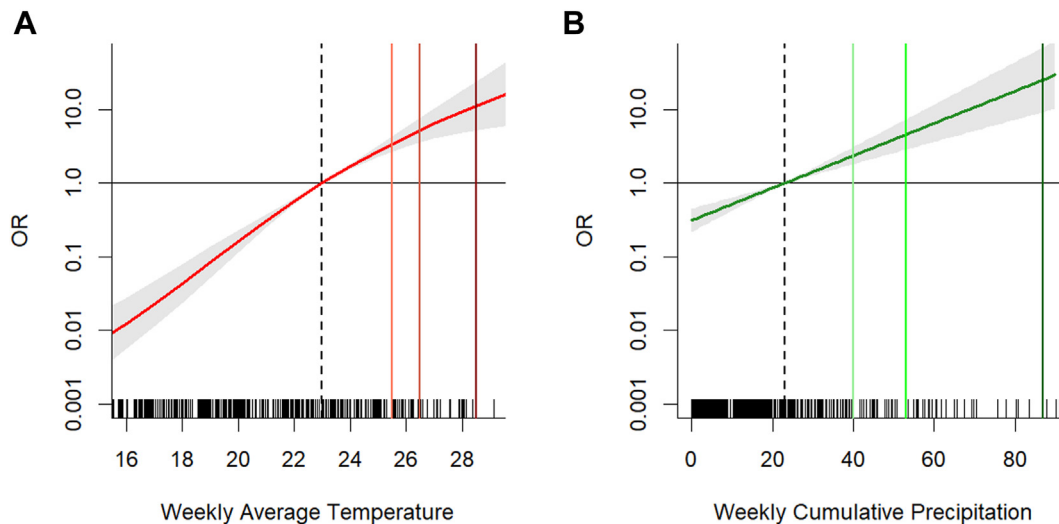 A
OR
10.0
1.0
0.1
0.01
0.001
16 18 20 22 24 26 28
Weekly Average Temperature
B
OR
10.0
1.0
0.1
0.01
0.001
0 20 40 60 80
Weekly Cumulative Precipitation